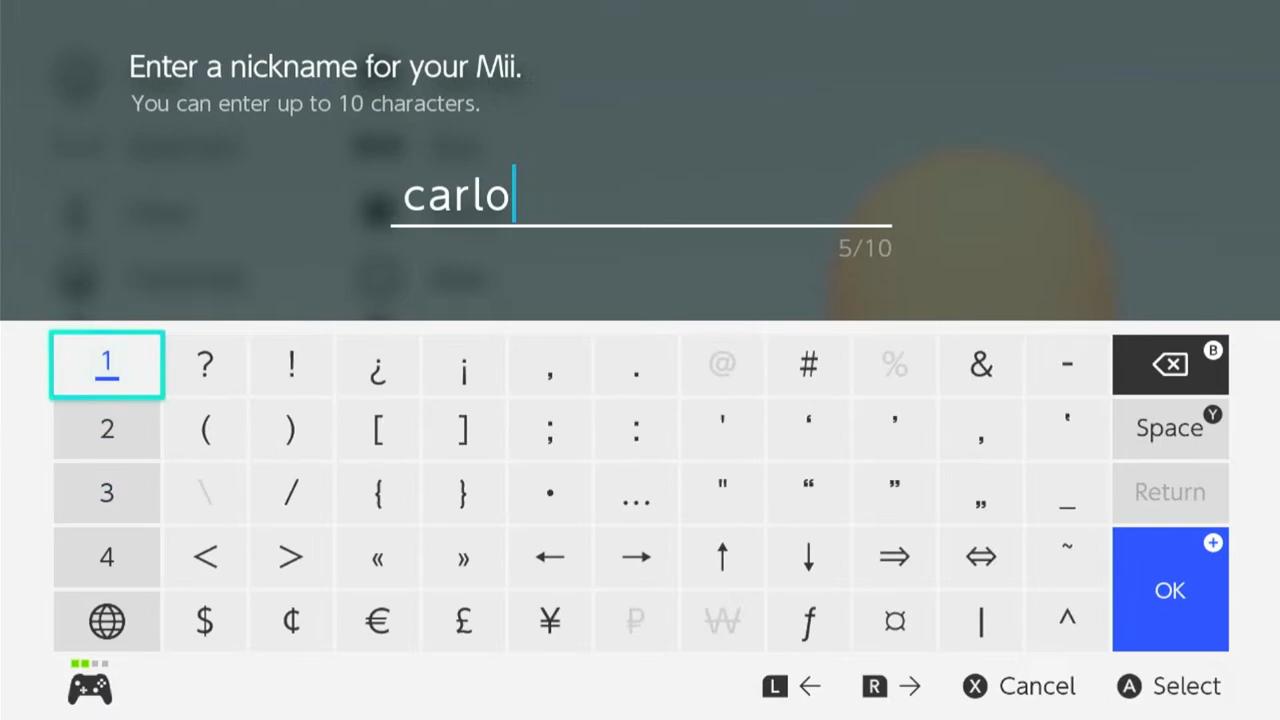 Enter a nickname for your Mii.
You can enter up to 10 characters.
carlo
5/10
1 ? ! ¿ ¡ , . @ # % & - B
2 ( ) [ ] ; : ' ‘ ’ ‚ ‛ Space Y
3 \ / { } • … " “ ” „ _ Return
4 < > « » ← → ↑ ↓ ⇒ ⇔ ~ +
$ ¢ € £ ¥ ₽ ₩ ƒ ¤ | ^ OK
L ← R → X Cancel A Select